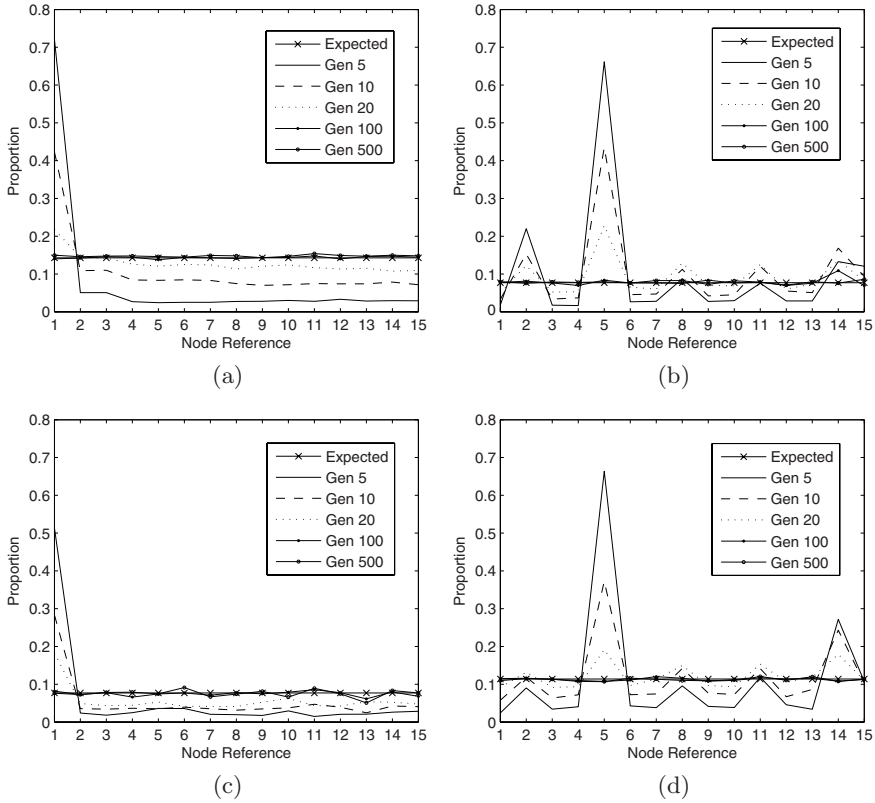 0.8
0.7
0.6
0.5
0.4
0.3
0.2
0.1
0
Proportion
Expected
Gen 5
Gen 10
Gen 20
Gen 100
Gen 500
1 2 3 4 5 6 7 8 9 10 11 12 13 14 15
Node Reference
(a)
0.8
0.7
0.6
0.5
0.4
0.3
0.2
0.1
0
Proportion
Expected
Gen 5
Gen 10
Gen 20
Gen 100
Gen 500
1 2 3 4 5 6 7 8 9 10 11 12 13 14 15
Node Reference
(b)
0.8
0.7
0.6
0.5
0.4
0.3
0.2
0.1
0
Proportion
Expected
Gen 5
Gen 10
Gen 20
Gen 100
Gen 500
1 2 3 4 5 6 7 8 9 10 11 12 13 14 15
Node Reference
(c)
0.8
0.7
0.6
0.5
0.4
0.3
0.2
0.1
0
Proportion
Expected
Gen 5
Gen 10
Gen 20
Gen 100
Gen 500
1 2 3 4 5 6 7 8 9 10 11 12 13 14 15
Node Reference
(d)